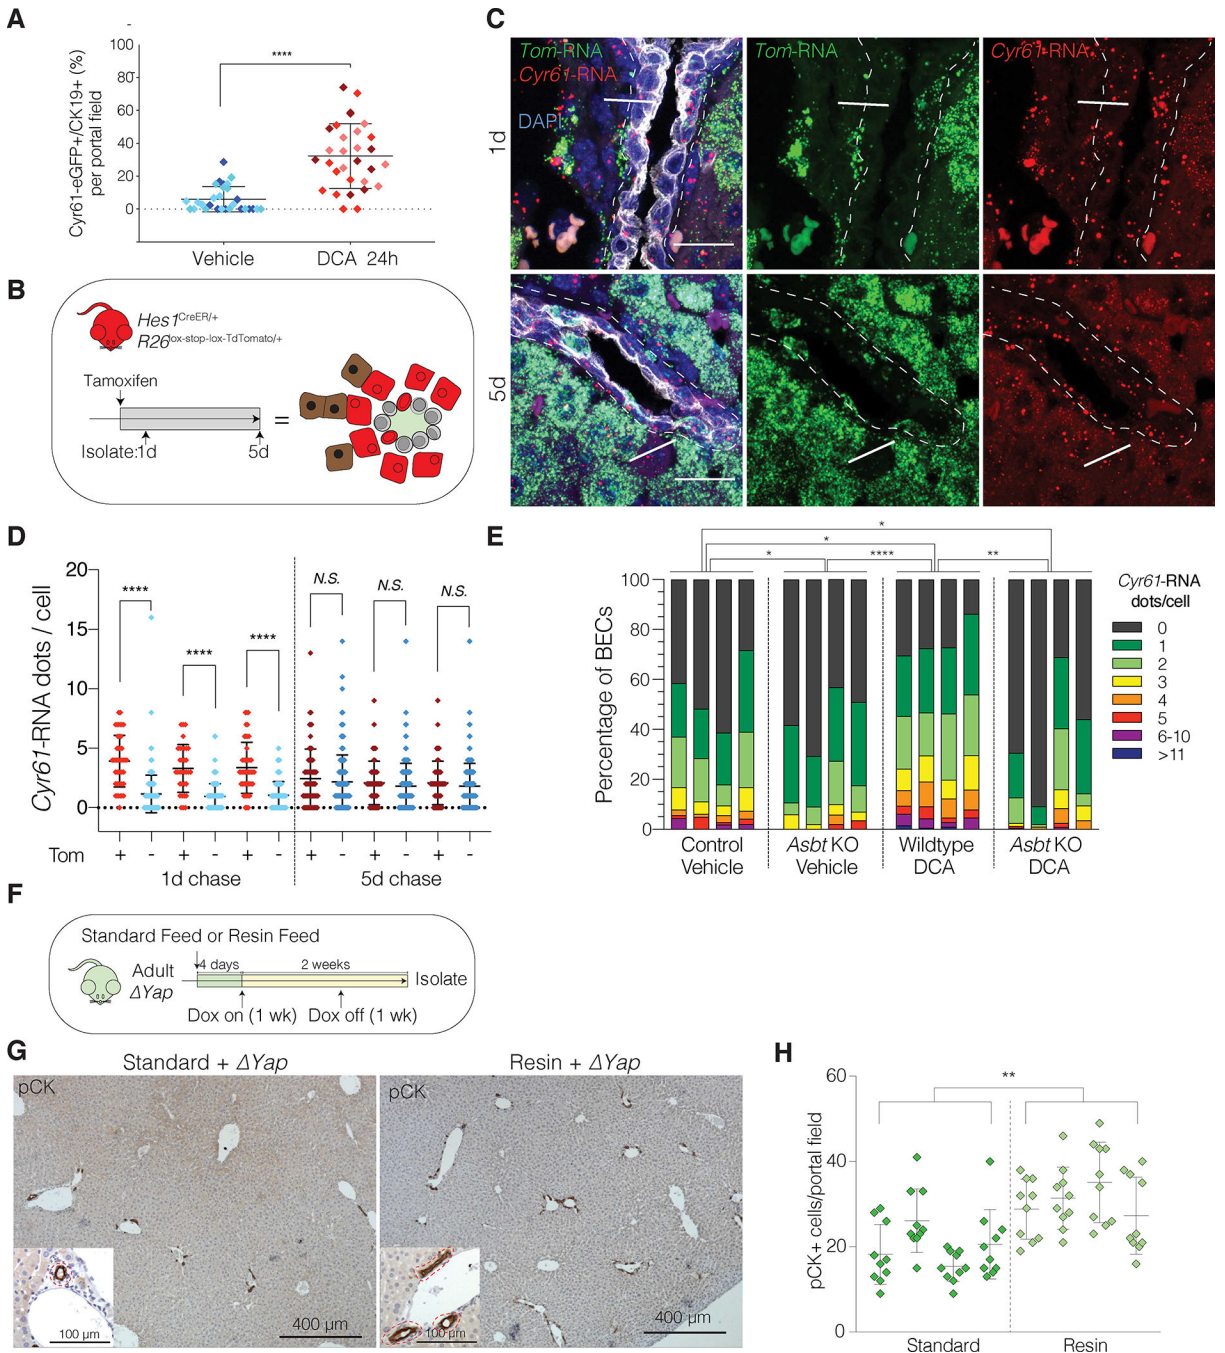 A
Cyr61-eGFP+/CK19+ (%)
per portal field
100
80
60
40
20
0
****
Vehicle
DCA 24h
B
Hes1CreER/+
R26lox-stop-lox-TdTomato/+
Tamoxifen
=
Isolate:1d
5d
C
1d
Tom-RNA
Cyr61-RNA
DAPI
Tom-RNA
Cyr61-RNA
5d
D
Cyr61-RNA dots / cell
20
15
10
5
0
****
****
****
N.S.
N.S.
N.S.
Tom + - + - + - + - + - + -
1d chase
5d chase
E
Percentage of BECs
100
80
60
40
20
0
*
*
*
****
**
Control
Vehicle
Asbt KO
Vehicle
Wildtype
DCA
Asbt KO
DCA
Cyr61-RNA
dots/cell
0
1
2
3
4
5
6-10
>11
F
Standard Feed or Resin Feed
Adult
ΔYap
4 days
2 weeks
Isolate
Dox on (1 wk)
Dox off (1 wk)
G
Standard + ΔYap
pCK
100 µm
400 µm
Resin + ΔYap
pCK
100 µm
400 µm
H
pCK+ cells/portal field
60
40
20
0
**
Standard
Resin